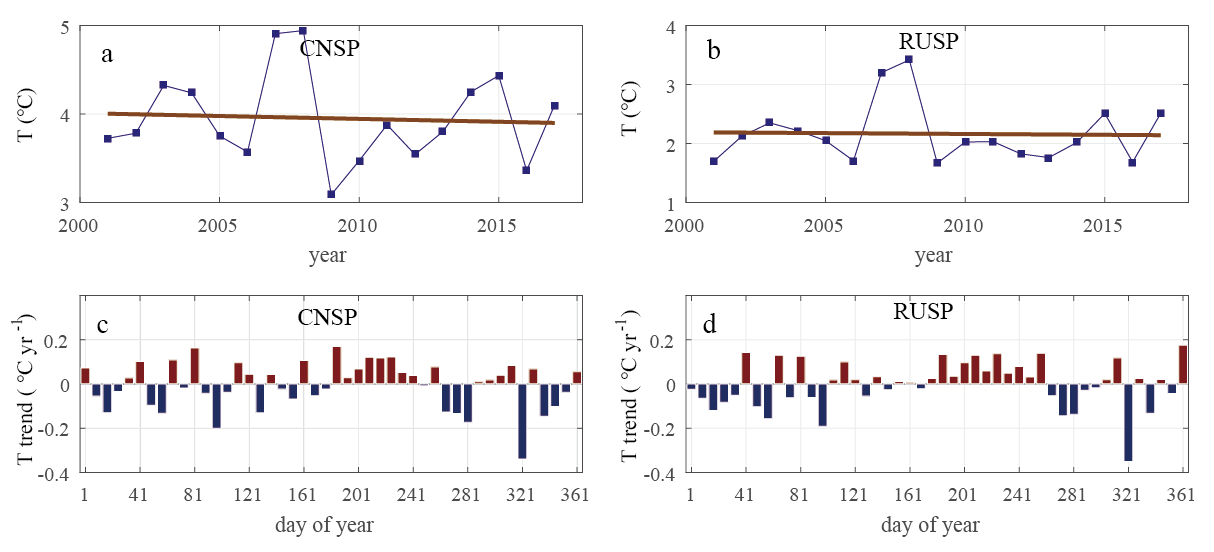 a
CNSP
T (°C)
5
4
3
2000
2005
2010
2015
year
b
RUSP
T (°C)
4
3
2
1
2000
2005
2010
2015
year
c
CNSP
T trend ( °C yr-1)
0.2
0
-0.2
-0.4
1
41
81
121
161
201
241
281
321
361
day of year
d
RUSP
T trend ( °C yr-1)
0.2
0
-0.2
-0.4
1
41
81
121
161
201
241
281
321
361
day of year